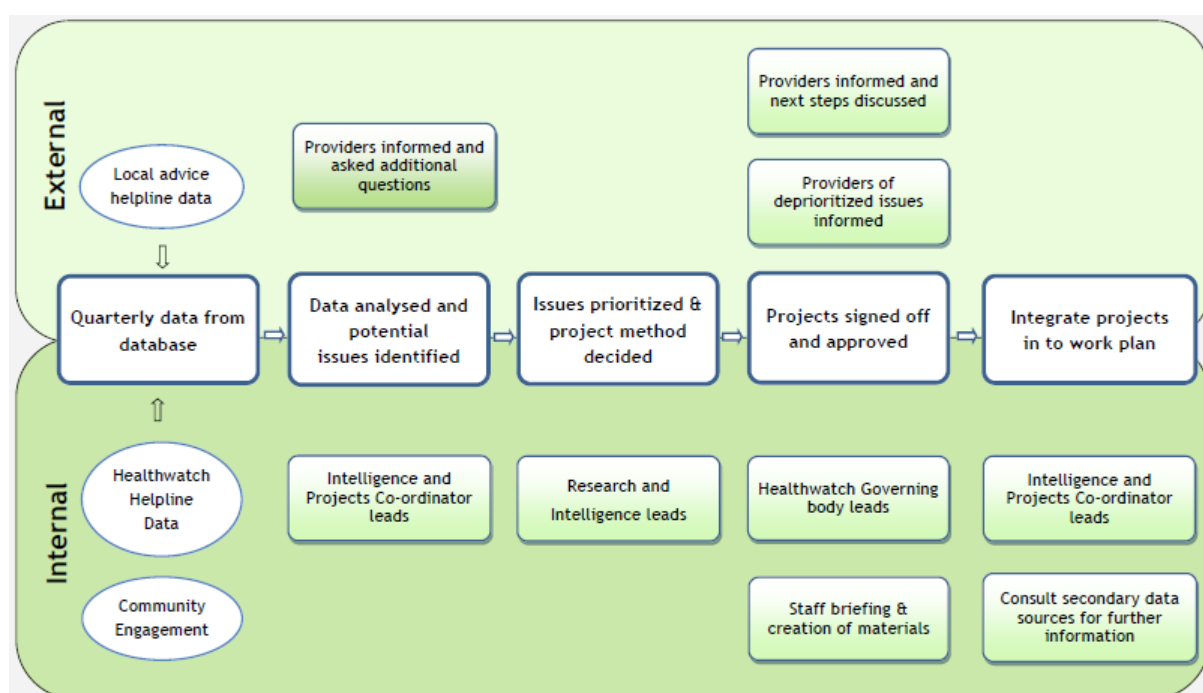 External
Local advice
helpline data
Providers informed and
asked additional
questions
Providers informed and
next steps discussed
Providers of
deprioritized issues
informed
Quarterly data from
database
Data analysed and
potential
issues identified
Issues prioritized &
project method
decided
Projects signed off
and approved
Integrate projects
in to work plan
Internal
Healthwatch
Helpline
Data
Community
Engagement
Intelligence and
Projects Co-ordinator
leads
Research and
Intelligence leads
Healthwatch Governing
body leads
Staff briefing &
creation of materials
Intelligence and
Projects Co-ordinator
leads
Consult secondary data
sources for further
information